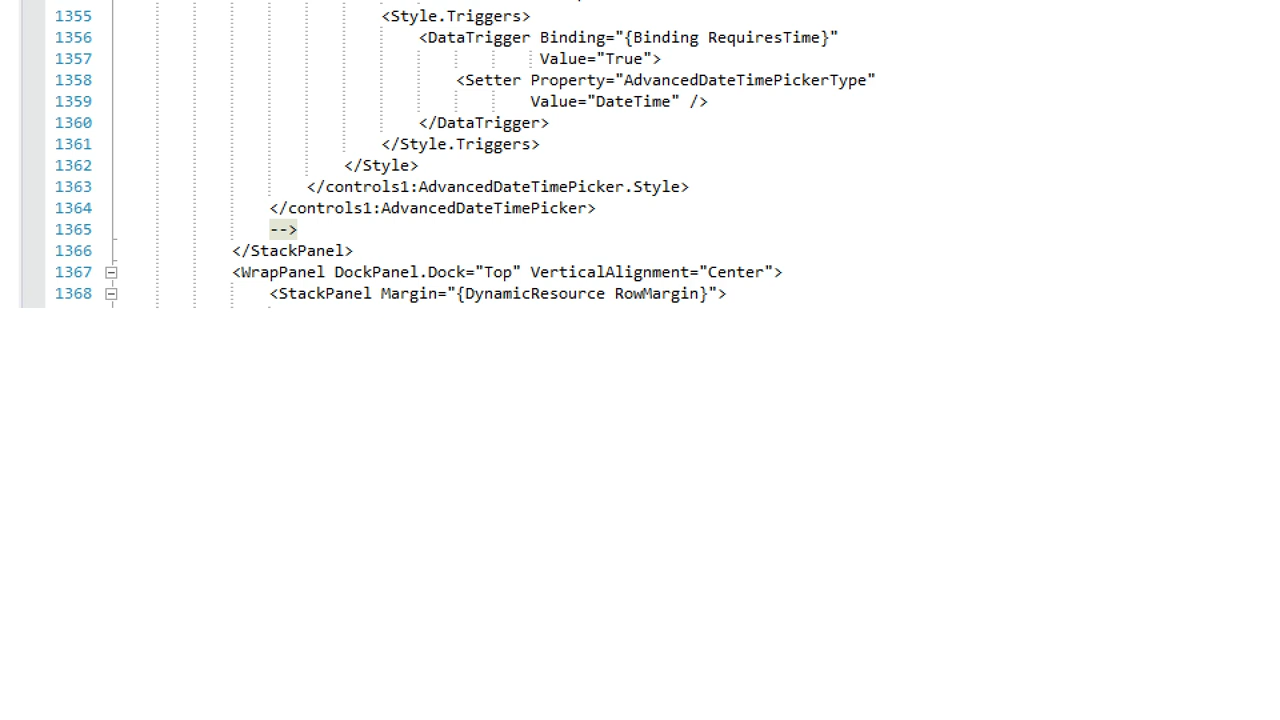 1355 <Style.Triggers>
1356 <DataTrigger Binding="{Binding RequiresTime}"
1357 Value="True">
1358 <Setter Property="AdvancedDateTimePickerType"
1359 Value="DateTime" />
1360 </DataTrigger>
1361 </Style.Triggers>
1362 </Style>
1363 </controls1:AdvancedDateTimePicker.Style>
1364 </controls1:AdvancedDateTimePicker>
1365 -->
1366 </StackPanel>
1367 <WrapPanel DockPanel.Dock="Top" VerticalAlignment="Center">
1368 <StackPanel Margin="{DynamicResource RowMargin}">